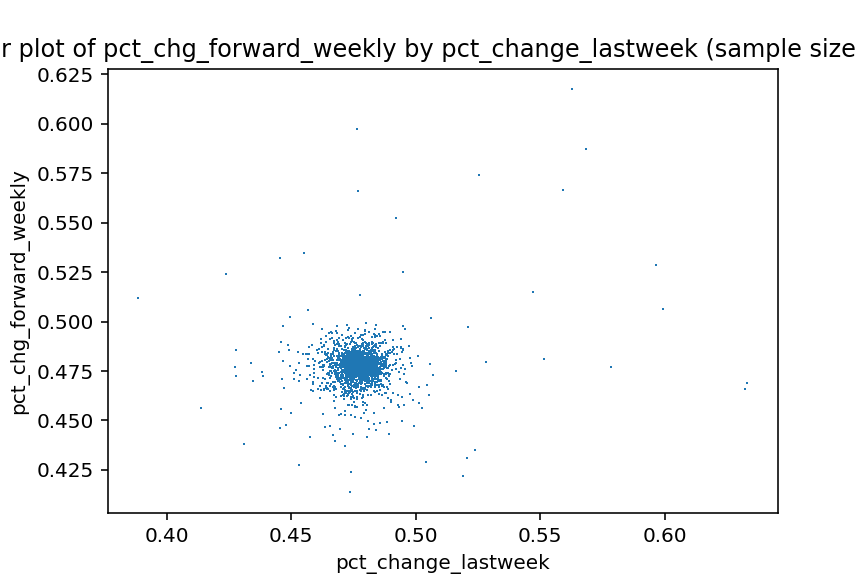 r plot of pct_chg_forward_weekly by pct_change_lastweek (sample size
0.625
0.600
0.575
0.550
0.525
0.500
0.475
0.450
0.425
pct_chg_forward_weekly
0.40 0.45 0.50 0.55 0.60
pct_change_lastweek